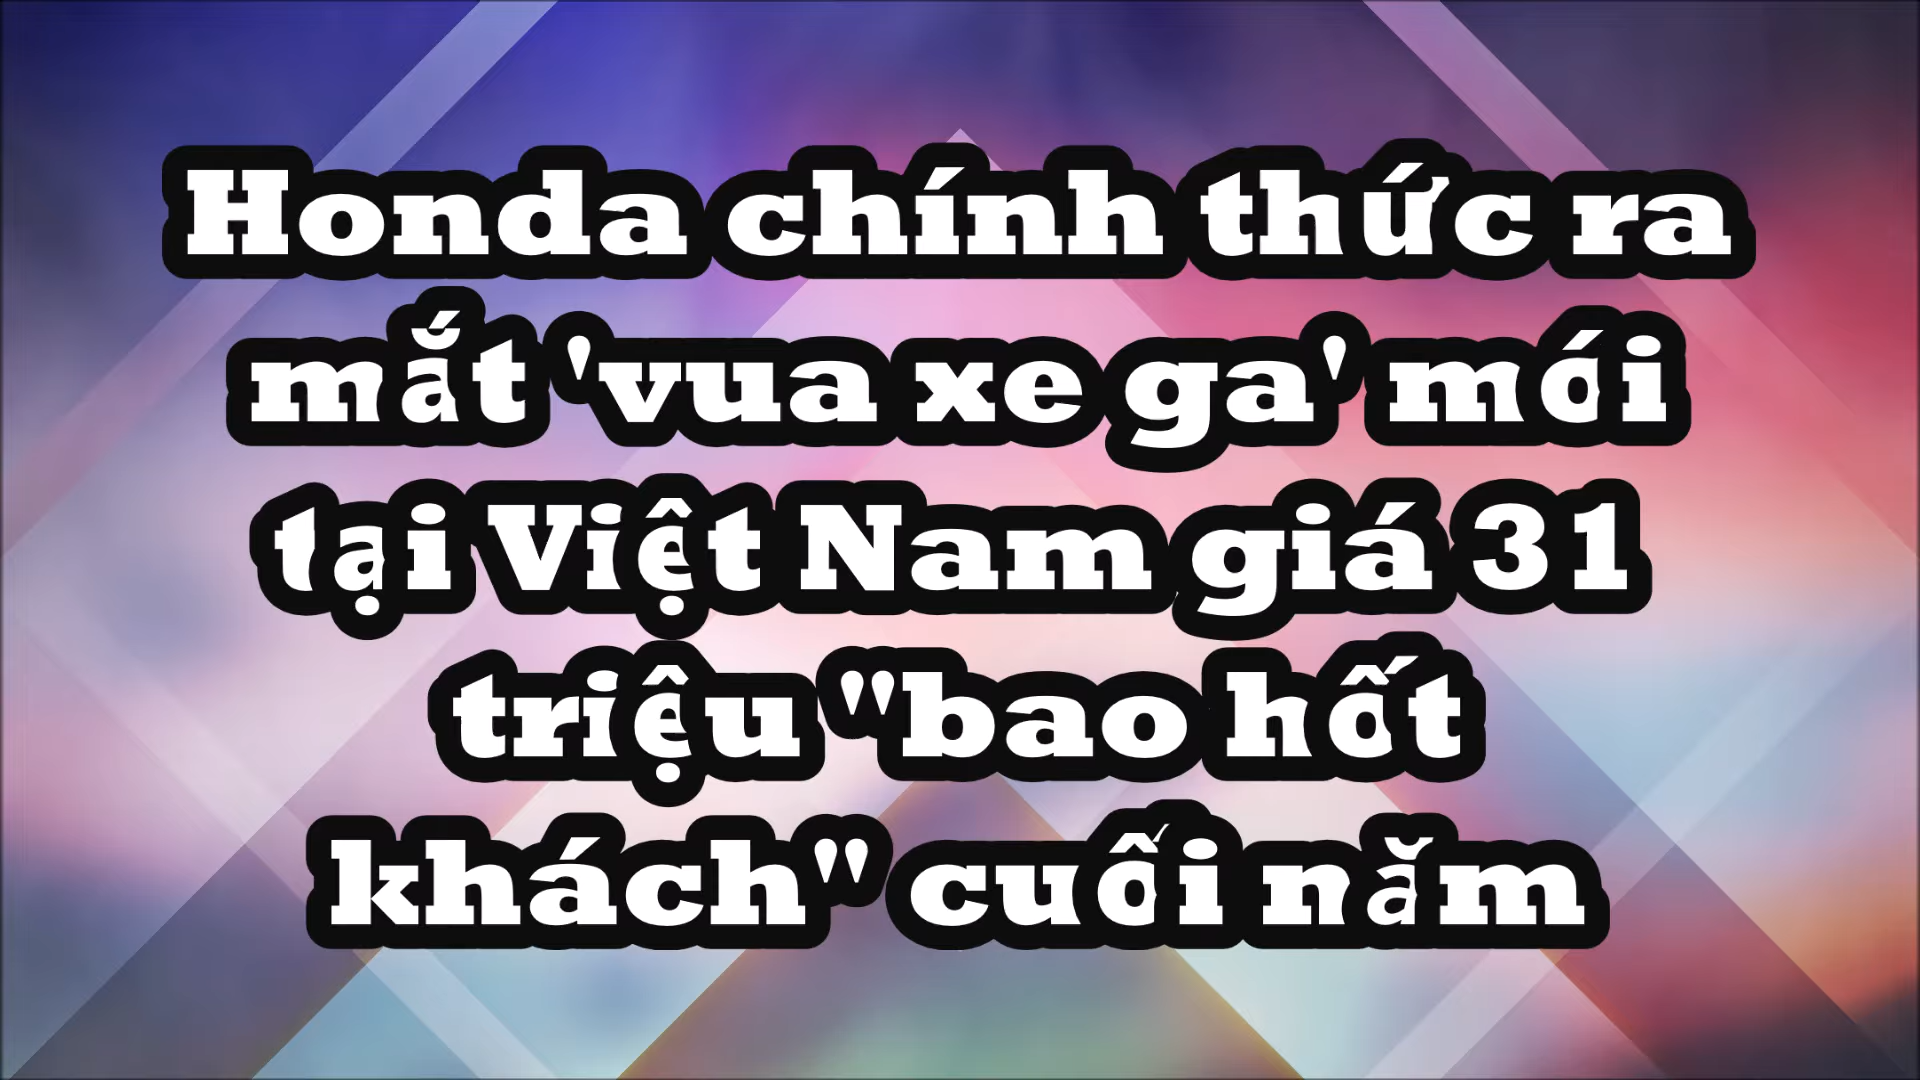 Honda chính thức ra
mắt 'vua xe ga' mới
tại Việt Nam giá 31
triệu "bao hốt
khách" cuối năm